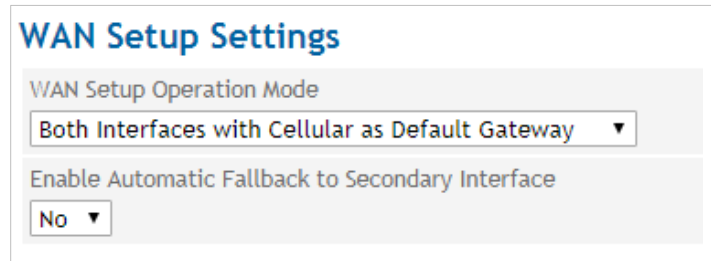 WAN Setup Settings
WAN Setup Operation Mode
Both Interfaces with Cellular as Default Gateway
Enable Automatic Fallback to Secondary Interface
No